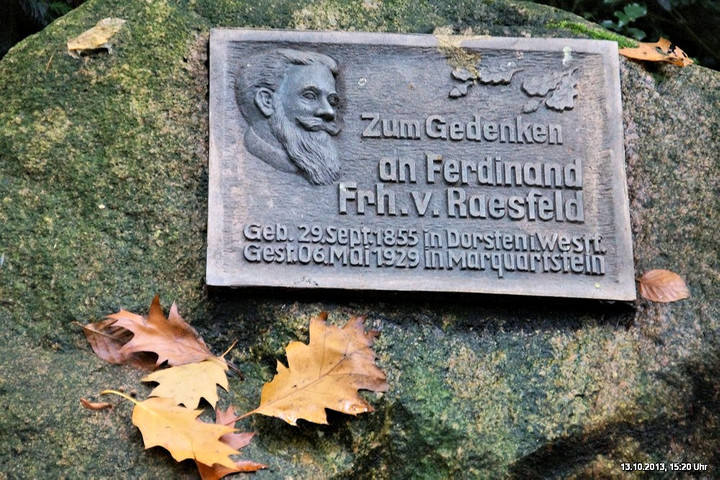 Zum Gedenken
an Ferdinand
Frh. v. Raesfeld
Geb. 29.Sept.1855 in Dorsten i. Westf.
Gest.06.Mai 1929 in Marquartstein
13.10.2013, 15:20 Uhr